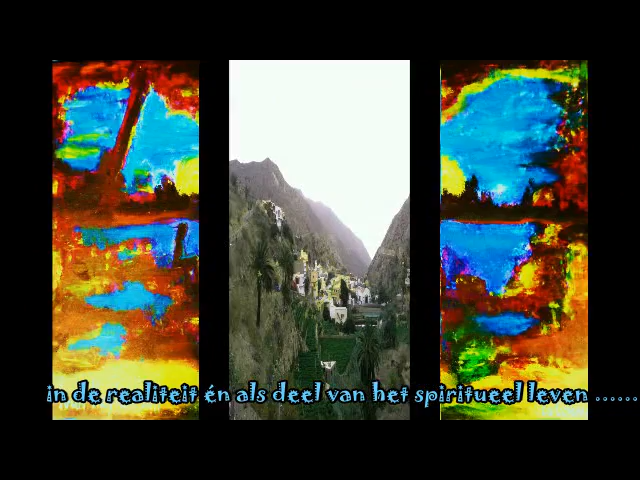 in de realiteit én als deel van het spiritueel leven ......